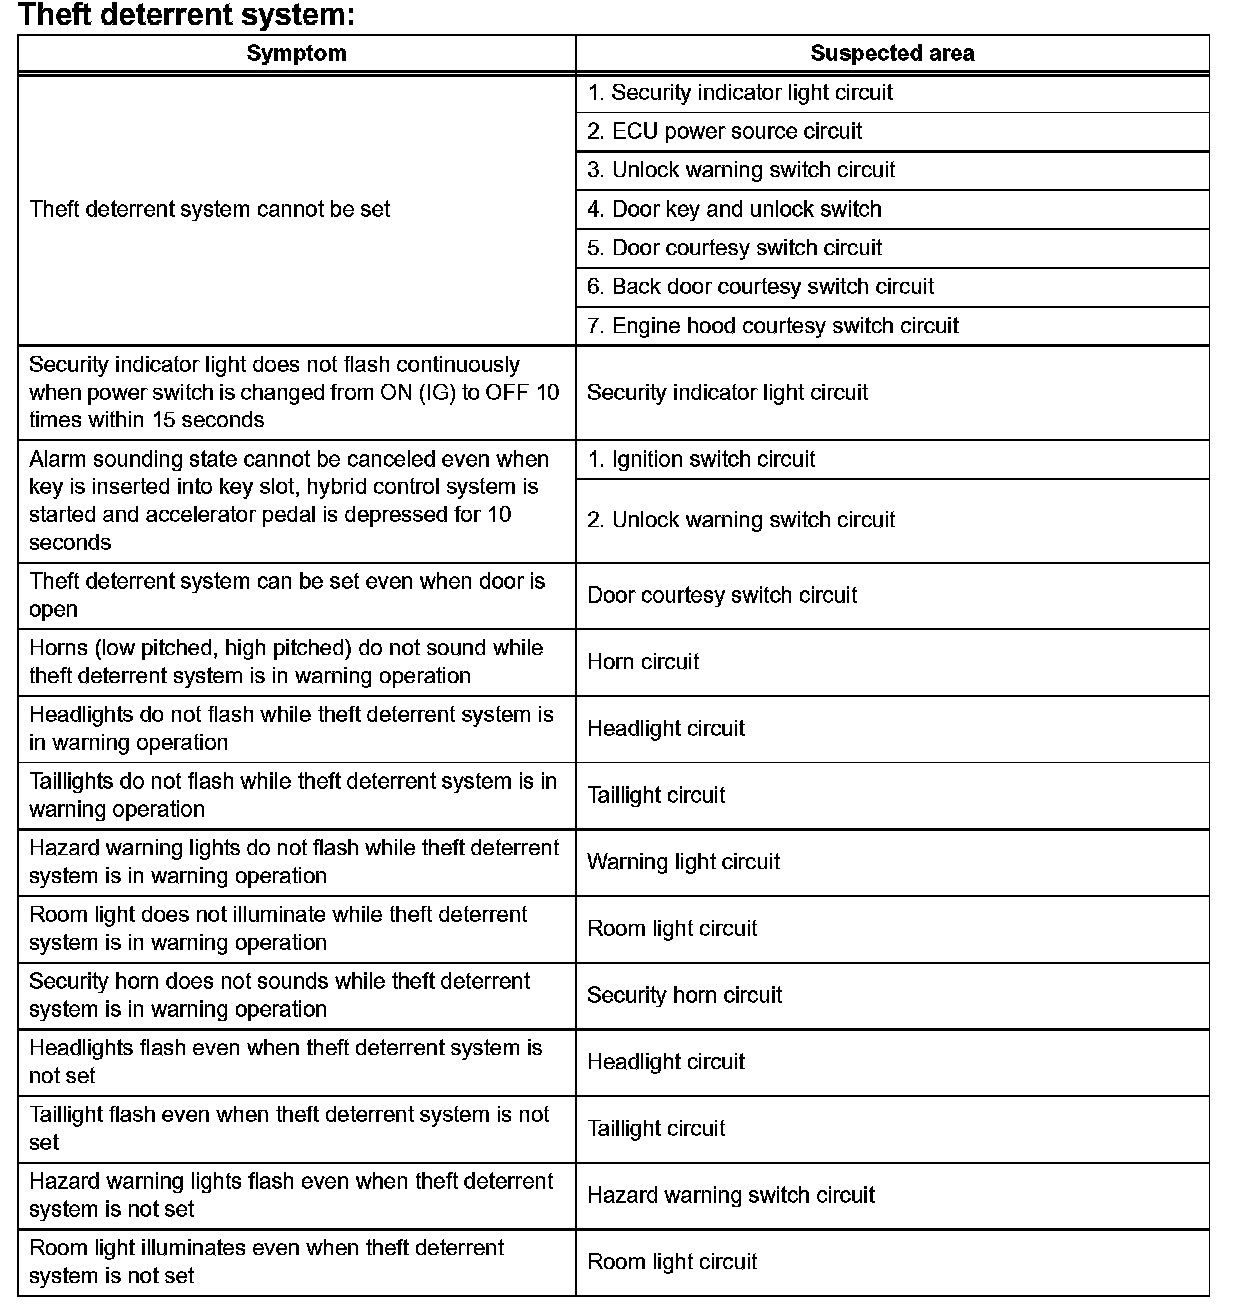 Theft deterrent system:
Symptom
Suspected area
Theft deterrent system cannot be set
1. Security indicator light circuit
2. ECU power source circuit
3. Unlock warning switch circuit
4. Door key and unlock switch
5. Door courtesy switch circuit
6. Back door courtesy switch circuit
7. Engine hood courtesy switch circuit
Security indicator light does not flash continuously
when power switch is changed from ON (IG) to OFF 10
times within 15 seconds
Security indicator light circuit
Alarm sounding state cannot be canceled even when
key is inserted into key slot, hybrid control system is
started and accelerator pedal is depressed for 10
seconds
1. Ignition switch circuit
2. Unlock warning switch circuit
Theft deterrent system can be set even when door is
open
Door courtesy switch circuit
Horns (low pitched, high pitched) do not sound while
theft deterrent system is in warning operation
Horn circuit
Headlights do not flash while theft deterrent system is
in warning operation
Headlight circuit
Taillights do not flash while theft deterrent system is in
warning operation
Taillight circuit
Hazard warning lights do not flash while theft deterrent
system is in warning operation
Warning light circuit
Room light does not illuminate while theft deterrent
system is in warning operation
Room light circuit
Security horn does not sounds while theft deterrent
system is in warning operation
Security horn circuit
Headlights flash even when theft deterrent system is
not set
Headlight circuit
Taillight flash even when theft deterrent system is not
set
Taillight circuit
Hazard warning lights flash even when theft deterrent
system is not set
Hazard warning switch circuit
Room light illuminates even when theft deterrent
system is not set
Room light circuit